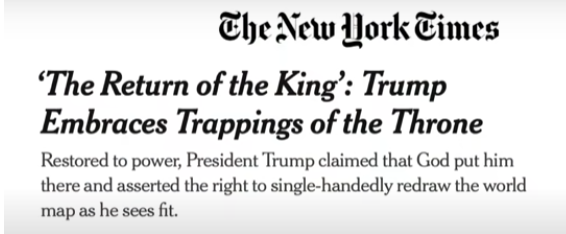 The New York Times
‘The Return of the King’: Trump
Embraces Trappings of the Throne
Restored to power, President Trump claimed that God put him
there and asserted the right to single-handedly redraw the world
map as he sees fit.